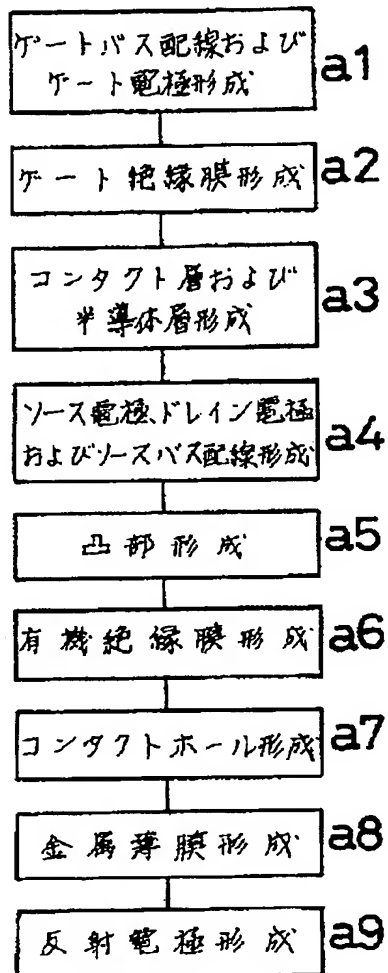 ゲートバス配線および
ゲート電極形成
a1
ゲート絶縁膜形成
a2
コンタクト層および
半導体層形成
a3
ソース電極、ドレイン電極
およびソースバス配線形成
a4
凸部形成
a5
有機絶縁膜形成
a6
コンタクトホール形成
a7
金属薄膜形成
a8
反射電極形成
a9